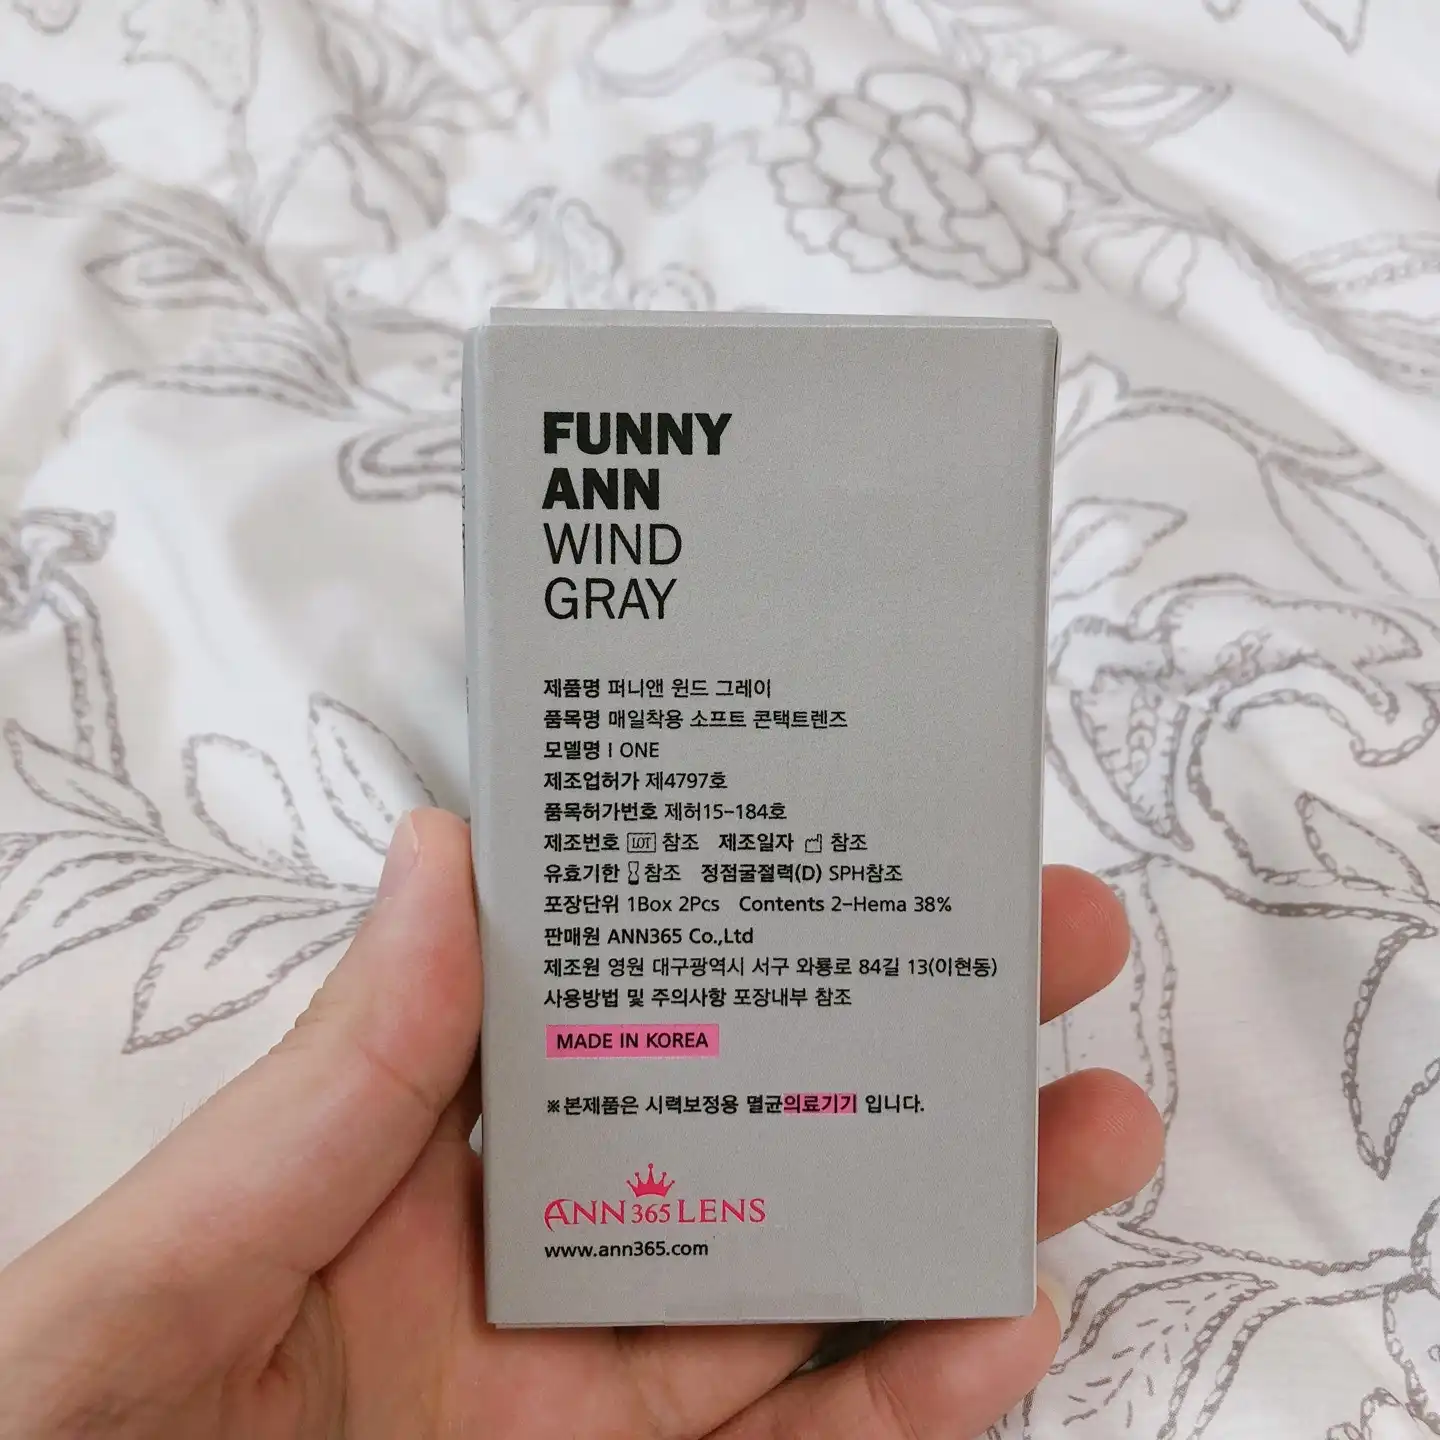 FUNNY
ANN
WIND
GRAY
제품명 퍼니앤 윈드 그레이
품목명 매일착용 소프트 콘택트렌즈
모델명 I ONE
제조업허가 제4797호
품목허가번호 제허15-184호
제조번호 LOT 참조 제조일자 참조
유효기한 참조 정점굴절력(D) SPH참조
포장단위 1Box 2Pcs Contents 2-Hema 38%
판매원 ANN365 Co.,Ltd
제조원 영원 대구광역시 서구 와룡로 84길 13(이현동)
사용방법 및 주의사항 포장내부 참조
MADE IN KOREA
※본제품은 시력보정용 멸균의료기기 입니다.
ANN 365 LENS
www.ann365.com